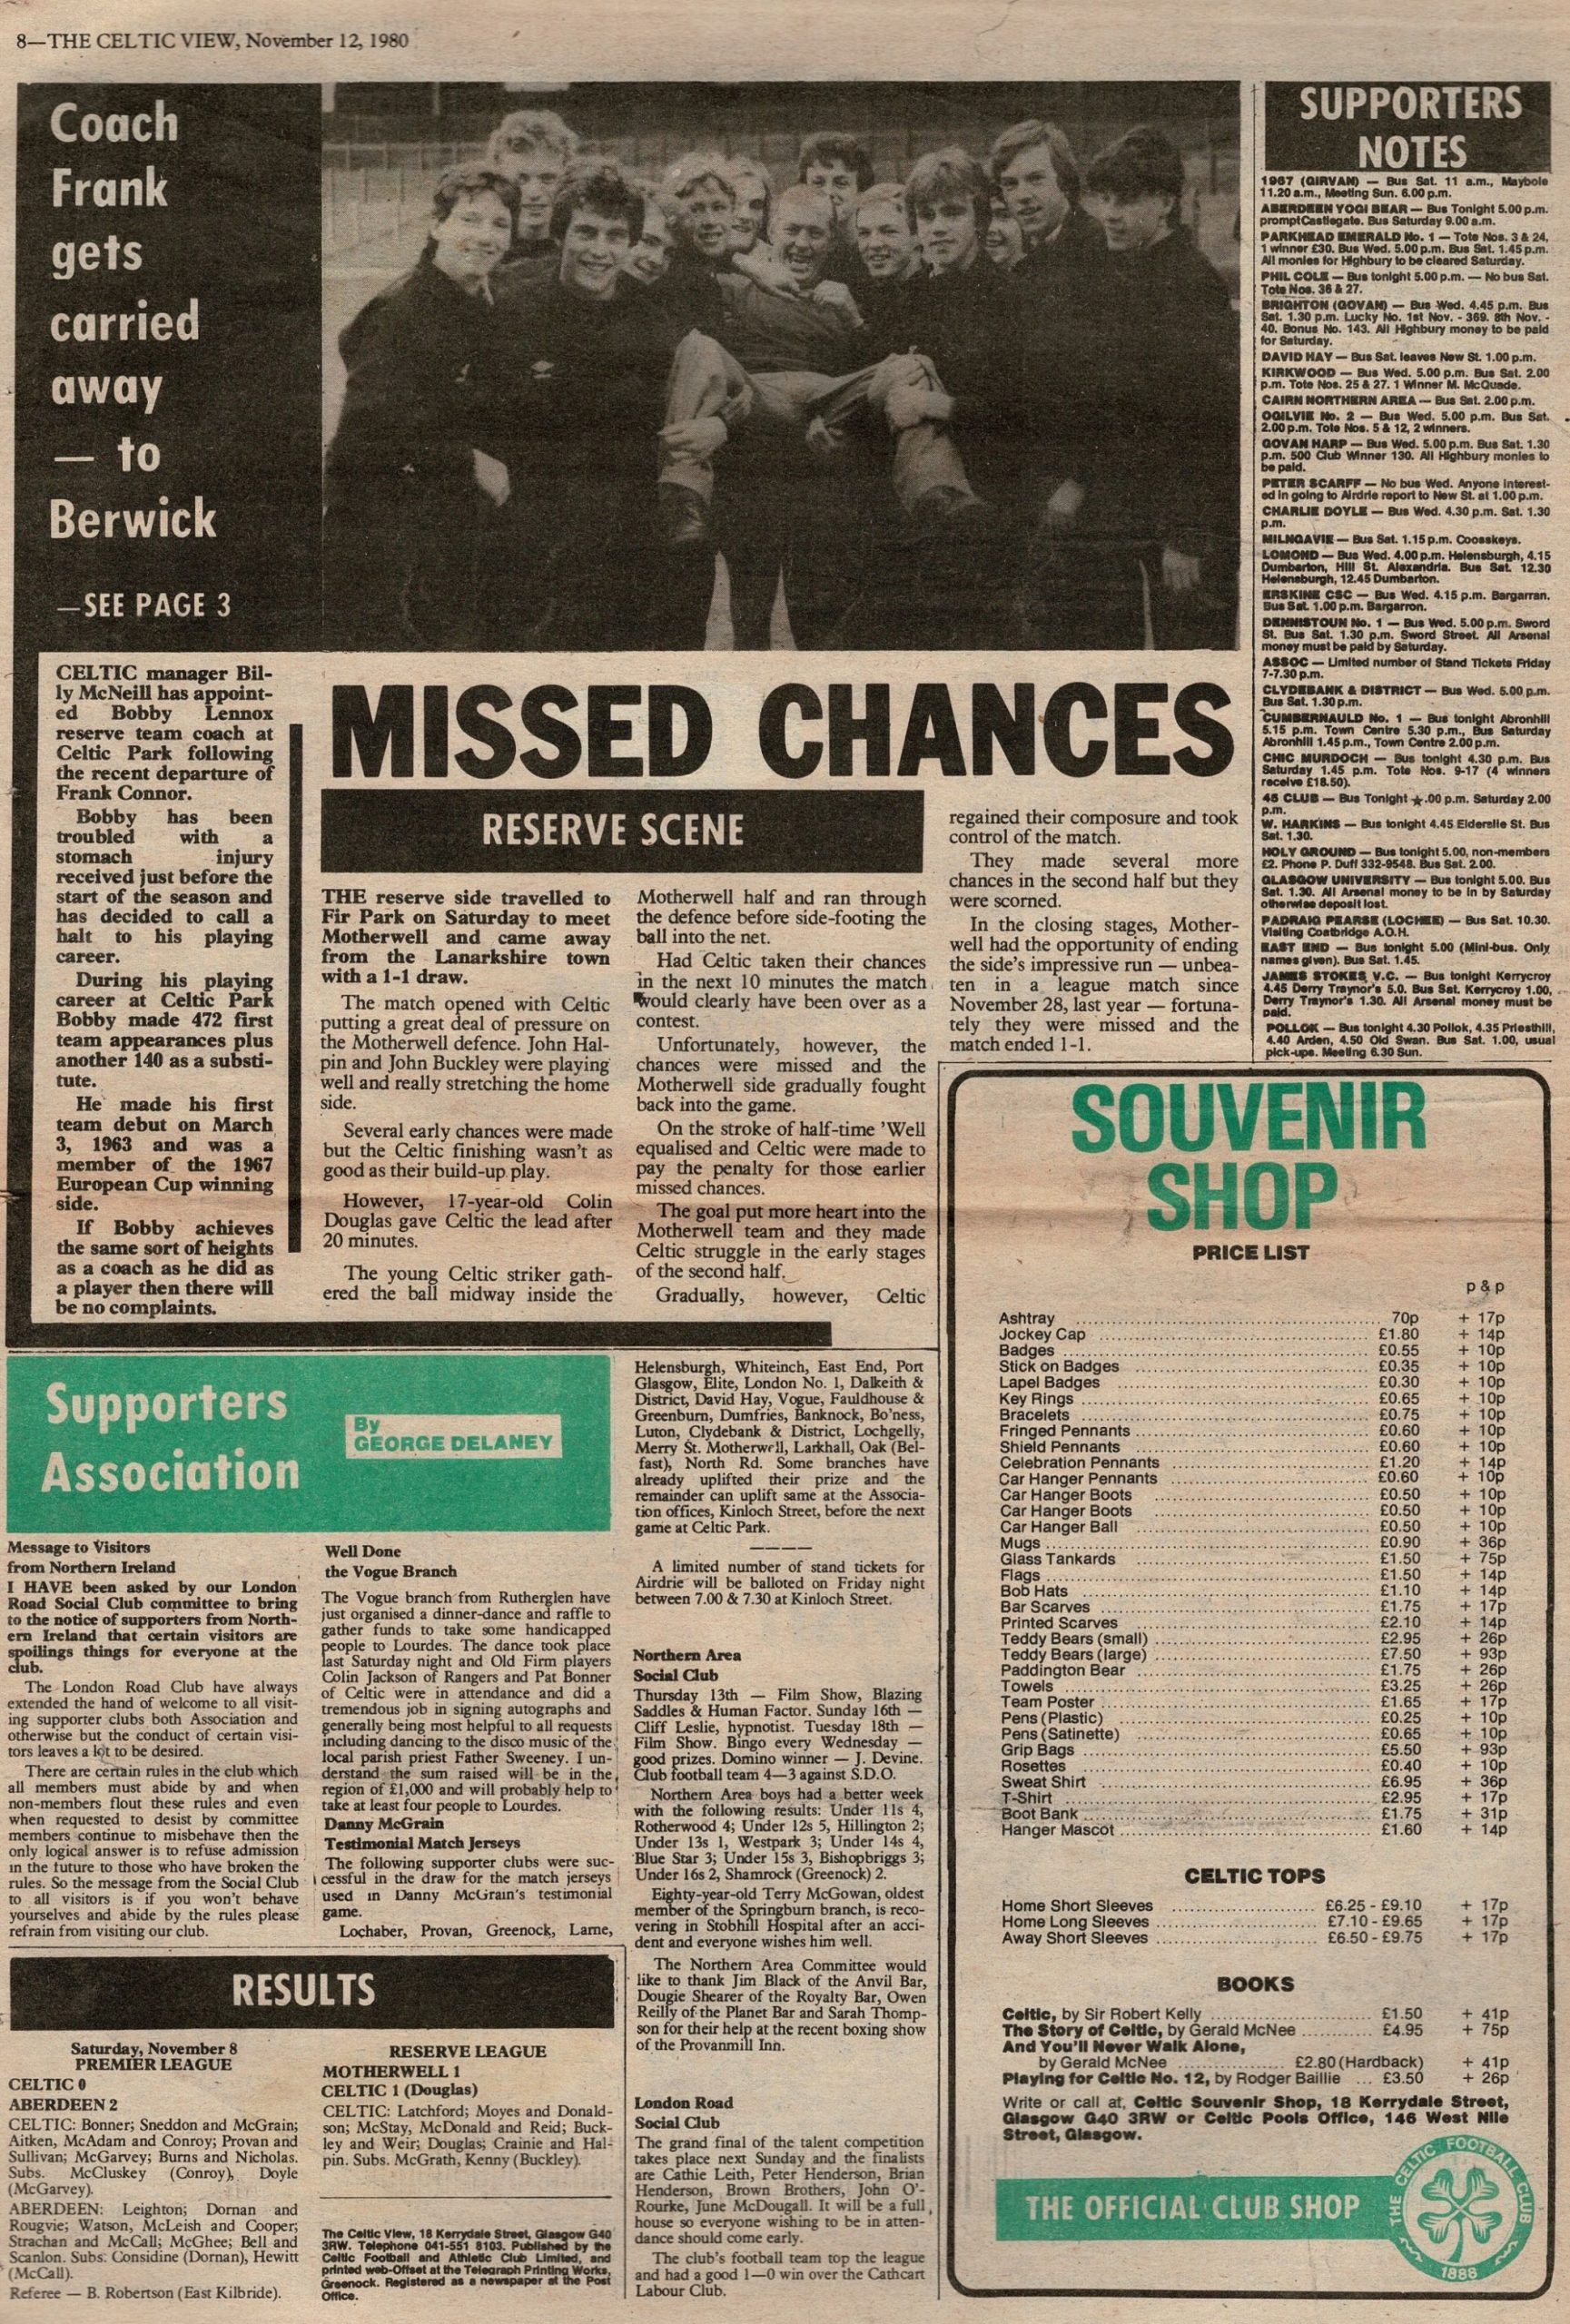 8—THE CELTIC VIEW, November 12, 1980
Coach
Frank
gets
carried
away
— to
Berwick
—SEE PAGE 3
CELTIC manager Bil-
ly McNeill has appoint-
ed Bobby Lennox
reserve team coach at
Celtic Park following
the recent departure of
Frank Connor.
Bobby has been
troubled with a
stomach injury
received just before the
start of the season and
has decided to call a
halt to his playing
career.
During his playing
career at Celtic Park
Bobby made 472 first
team appearances plus
another 140 as a substi-
tute.
He made his first
team debut on March
3, 1963 and was a
member of the 1967
European Cup winning
side.
If Bobby achieves
the same sort of heights
as a coach as he did as
a player then there will
be no complaints.
MISSED CHANCES
RESERVE SCENE
THE reserve side travelled to
Fir Park on Saturday to meet
Motherwell and came away
from the Lanarkshire town
with a 1-1 draw.
The match opened with Celtic
putting a great deal of pressure on
the Motherwell defence. John Hal-
pin and John Buckley were playing
well and really stretching the home
side.
Several early chances were made
but the Celtic finishing wasn't as
good as their build-up play.
However, 17-year-old Colin
Douglas gave Celtic the lead after
20 minutes.
The young Celtic striker gath-
ered the ball midway inside the
Motherwell half and ran through
the defence before side-footing the
ball into the net.
Had Celtic taken their chances
in the next 10 minutes the match
would clearly have been over as a
contest.
Unfortunately, however, the
chances were missed and the
Motherwell side gradually fought
back into the game.
On the stroke of half-time 'Well
equalised and Celtic were made to
pay the penalty for those earlier
missed chances.
The goal put more heart into the
Motherwell team and they made
Celtic struggle in the early stages
of the second half.
Gradually, however, Celtic
regained their composure and took
control of the match.
They made several more
chances in the second half but they
were scorned.
In the closing stages, Mother-
well had the opportunity of ending
the side's impressive run — unbea-
ten in a league match since
November 28, last year — fortuna-
tely they were missed and the
match ended 1-1.
SUPPORTERS
NOTES
1967 (GIRVAN) — Bus Sat. 11 a.m., Maybole
11.20 a.m., Meeting Sun. 6.00 p.m.
ABERDEEN YOGI BEAR — Bus Tonight 5.00 p.m.
prompt Castlegate. Bus Saturday 9.00 a.m.
PARKHEAD EMERALD No. 1 — Tote Nos. 3 & 24,
1 winner £30. Bus Wed. 5.00 p.m. Bus Sat. 1.45 p.m.
All monies for Highbury to be cleared Saturday.
PHIL COLE — Bus tonight 5.00 p.m. — No bus Sat.
Tote Nos. 36 & 27.
BRIGHTON (GOVAN) — Bus Wed. 4.45 p.m. Bus
Sat. 1.30 p.m. Lucky No. 1st Nov. - 369. 8th Nov. -
40. Bonus No. 143. All Highbury money to be paid
for Saturday.
DAVID HAY — Bus Sat. leaves New St. 1.00 p.m.
KIRKWOOD — Bus Wed. 5.00 p.m. Bus Sat. 2.00
p.m. Tote Nos. 25 & 27. 1 Winner M. McQuade.
CAIRN NORTHERN AREA — Bus Sat. 2.00 p.m.
OGILVIE No. 2 — Bus Wed. 5.00 p.m. Bus Sat.
2.00 p.m. Tote Nos. 5 & 12, 2 winners.
GOVAN HARP — Bus Wed. 5.00 p.m. Bus Sat. 1.30
p.m. 500 Club Winner 130. All Highbury monies to
be paid.
PETER SCARFF — No bus Wed. Anyone interest-
ed in going to Airdrie report to New St. at 1.00 p.m.
CHARLIE DOYLE — Bus Wed. 4.30 p.m. Sat. 1.30
p.m.
MILNGAVIE — Bus Sat. 1.15 p.m. Coosskeys.
LOMOND — Bus Wed. 4.00 p.m. Helensburgh, 4.15
Dumbarton, Hill St. Alexandria. Bus Sat. 12.30
Helensburgh, 12.45 Dumbarton.
ERSKINE CSC — Bus Wed. 4.15 p.m. Bargarran.
Bus Sat. 1.00 p.m. Bargarron.
DENNISTOUN No. 1 — Bus Wed. 5.00 p.m. Sword
St. Bus Sat. 1.30 p.m. Sword Street. All Arsenal
money must be paid by Saturday.
ASSOC — Limited number of Stand Tickets Friday
7-7.30 p.m.
CLYDEBANK & DISTRICT — Bus Wed. 5.00 p.m.
Bus Sat. 1.30 p.m.
CUMBERNAULD No. 1 — Bus tonight Abronhill
5.15 p.m. Town Centre 5.30 p.m., Bus Saturday
Abronhill 1.45 p.m., Town Centre 2.00 p.m.
CHIC MURDOCH — Bus tonight 4.30 p.m. Bus
Saturday 1.45 p.m. Tote Nos. 9-17 (4 winners
receive £18.50).
45 CLUB — Bus Tonight ★.00 p.m. Saturday 2.00
p.m.
W. HARKINS — Bus tonight 4.45 Elderslie St. Bus
Sat. 1.30.
HOLY GROUND — Bus tonight 5.00, non-members
£2. Phone P. Duff 332-9548. Bus Sat. 2.00.
GLASGOW UNIVERSITY — Bus tonight 5.00. Bus
Sat. 1.30. All Arsenal money to be in by Saturday
otherwise deposit lost.
PADRAIG PEARSE (LOCHEE) — Bus Sat. 10.30.
Visiting Coatbridge A.O.H.
EAST END — Bus tonight 5.00 (Mini-bus. Only
names given). Bus Sat. 1.45.
JAMES STOKES V.C. — Bus tonight Kerrycroy
4.45 Derry Traynor's 5.0. Bus Sat. Kerrycroy 1.00,
Derry Traynor's 1.30. All Arsenal money must be
paid.
POLLOK — Bus tonight 4.30 Pollok, 4.35 Priesthill,
4.40 Arden, 4.50 Old Swan. Bus Sat. 1.00, usual
pick-ups. Meeting 6.30 Sun.
Supporters
Association
By
GEORGE DELANEY
Message to Visitors
from Northern Ireland
I HAVE been asked by our London
Road Social Club committee to bring
to the notice of supporters from North-
ern Ireland that certain visitors are
spoilings things for everyone at the
club.
The London Road Club have always
extended the hand of welcome to all visit-
ing supporter clubs both Association and
otherwise but the conduct of certain visi-
tors leaves a lot to be desired.
There are certain rules in the club which
all members must abide by and when
non-members flout these rules and even
when requested to desist by committee
members continue to misbehave then the
only logical answer is to refuse admission
in the future to those who have broken the
rules. So the message from the Social Club
to all visitors is if you won't behave
yourselves and abide by the rules please
refrain from visiting our club.
Well Done
the Vogue Branch
The Vogue branch from Rutherglen have
just organised a dinner-dance and raffle to
gather funds to take some handicapped
people to Lourdes. The dance took place
last Saturday night and Old Firm players
Colin Jackson of Rangers and Pat Bonner
of Celtic were in attendance and did a
tremendous job in signing autographs and
generally being most helpful to all requests
including dancing to the disco music of the
local parish priest Father Sweeney. I un-
derstand the sum raised will be in the
region of £1,000 and will probably help to
take at least four people to Lourdes.
Danny McGrain
Testimonial Match Jerseys
The following supporter clubs were suc-
cessful in the draw for the match jerseys
used in Danny McGrain's testimonial
game.
Lochaber, Provan, Greenock, Larne,
Helensburgh, Whiteinch, East End, Port
Glasgow, Elite, London No. 1, Dalkeith &
District, David Hay, Vogue, Fauldhouse &
Greenburn, Dumfries, Banknock, Bo'ness,
Luton, Clydebank & District, Lochgelly,
Merry St. Motherwell, Larkhall, Oak (Bel-
fast), North Rd. Some branches have
already uplifted their prize and the
remainder can uplift same at the Associa-
tion offices, Kinloch Street, before the next
game at Celtic Park.
A limited number of stand tickets for
Airdrie will be balloted on Friday night
between 7.00 & 7.30 at Kinloch Street.
Northern Area
Social Club
Thursday 13th — Film Show, Blazing
Saddles & Human Factor. Sunday 16th —
Cliff Leslie, hypnotist. Tuesday 18th —
Film Show. Bingo every Wednesday —
good prizes. Domino winner — J. Devine.
Club football team 4—3 against S.D.O.
Northern Area boys had a better week
with the following results: Under 11s 4,
Rotherwood 4; Under 12s 5, Hillington 2;
Under 13s 1, Westpark 3; Under 14s 4,
Blue Star 3; Under 15s 3, Bishopbriggs 3;
Under 16s 2, Shamrock (Greenock) 2.
Eighty-year-old Terry McGowan, oldest
member of the Springburn branch, is reco-
vering in Stobhill Hospital after an acci-
dent and everyone wishes him well.
The Northern Area Committee would
like to thank Jim Black of the Anvil Bar,
Dougie Shearer of the Royalty Bar, Owen
Reilly of the Planet Bar and Sarah Thomp-
son for their help at the recent boxing show
of the Provanmill Inn.
London Road
Social Club
The grand final of the talent competition
takes place next Sunday and the finalists
are Cathie Leith, Peter Henderson, Brian
Henderson, Brown Brothers, John O'-
Rourke, June McDougall. It will be a full
house so everyone wishing to be in atten-
dance should come early.
The club's football team top the league
and had a good 1—0 win over the Cathcart
Labour Club.
RESULTS
Saturday, November 8
PREMIER LEAGUE
CELTIC 0
ABERDEEN 2
CELTIC: Bonner; Sneddon and McGrain;
Aitken, McAdam and Conroy; Provan and
Sullivan; McGarvey; Burns and Nicholas.
Subs. McCluskey (Conroy), Doyle
(McGarvey).
ABERDEEN: Leighton; Dornan and
Rougvie; Watson, McLeish and Cooper;
Strachan and McCall; McGhee; Bell and
Scanlon. Subs: Considine (Dornan), Hewitt
(McCall).
Referee — B. Robertson (East Kilbride).
RESERVE LEAGUE
MOTHERWELL 1
CELTIC 1 (Douglas)
CELTIC: Latchford; Moyes and Donald-
son; McStay, McDonald and Reid; Buck-
ley and Weir; Douglas; Crainie and Hal-
pin. Subs. McGrath, Kenny (Buckley).
The Celtic View, 18 Kerrydale Street, Glasgow G40
3RW. Telephone 041-551 8103. Published by the
Celtic Football and Athletic Club Limited, and
printed web-Offset at the Telegraph Printing Works,
Greenock. Registered as a newspaper at the Post
Office.
SOUVENIR
SHOP
PRICE LIST
p & p
Ashtray 70p + 17p
Jockey Cap £1.80 + 14p
Badges £0.55 + 10p
Stick on Badges £0.35 + 10p
Lapel Badges £0.30 + 10p
Key Rings £0.65 + 10p
Bracelets £0.75 + 10p
Fringed Pennants £0.60 + 10p
Shield Pennants £0.60 + 10p
Celebration Pennants £1.20 + 14p
Car Hanger Pennants £0.60 + 10p
Car Hanger Boots £0.50 + 10p
Car Hanger Boots £0.50 + 10p
Car Hanger Ball £0.50 + 10p
Mugs £0.90 + 36p
Glass Tankards £1.50 + 75p
Flags £1.50 + 14p
Bob Hats £1.10 + 14p
Bar Scarves £1.75 + 17p
Printed Scarves £2.10 + 14p
Teddy Bears (small) £2.95 + 26p
Teddy Bears (large) £7.50 + 93p
Paddington Bear £1.75 + 26p
Towels £3.25 + 26p
Team Poster £1.65 + 17p
Pens (Plastic) £0.25 + 10p
Pens (Satinette) £0.65 + 10p
Grip Bags £5.50 + 93p
Rosettes £0.40 + 10p
Sweat Shirt £6.95 + 36p
T-Shirt £2.95 + 17p
Boot Bank £1.75 + 31p
Hanger Mascot £1.60 + 14p
CELTIC TOPS
Home Short Sleeves £6.25 - £9.10 + 17p
Home Long Sleeves £7.10 - £9.65 + 17p
Away Short Sleeves £6.50 - £9.75 + 17p
BOOKS
Celtic, by Sir Robert Kelly £1.50 + 41p
The Story of Celtic, by Gerald McNee £4.95 + 75p
And You'll Never Walk Alone,
by Gerald McNee £2.80 (Hardback) + 41p
Playing for Celtic No. 12, by Rodger Baillie £3.50 + 26p
Write or call at, Celtic Souvenir Shop, 18 Kerrydale Street,
Glasgow G40 3RW or Celtic Pools Office, 146 West Nile
Street, Glasgow.
THE OFFICIAL CLUB SHOP
THE CELTIC FOOTBALL CLUB
1888